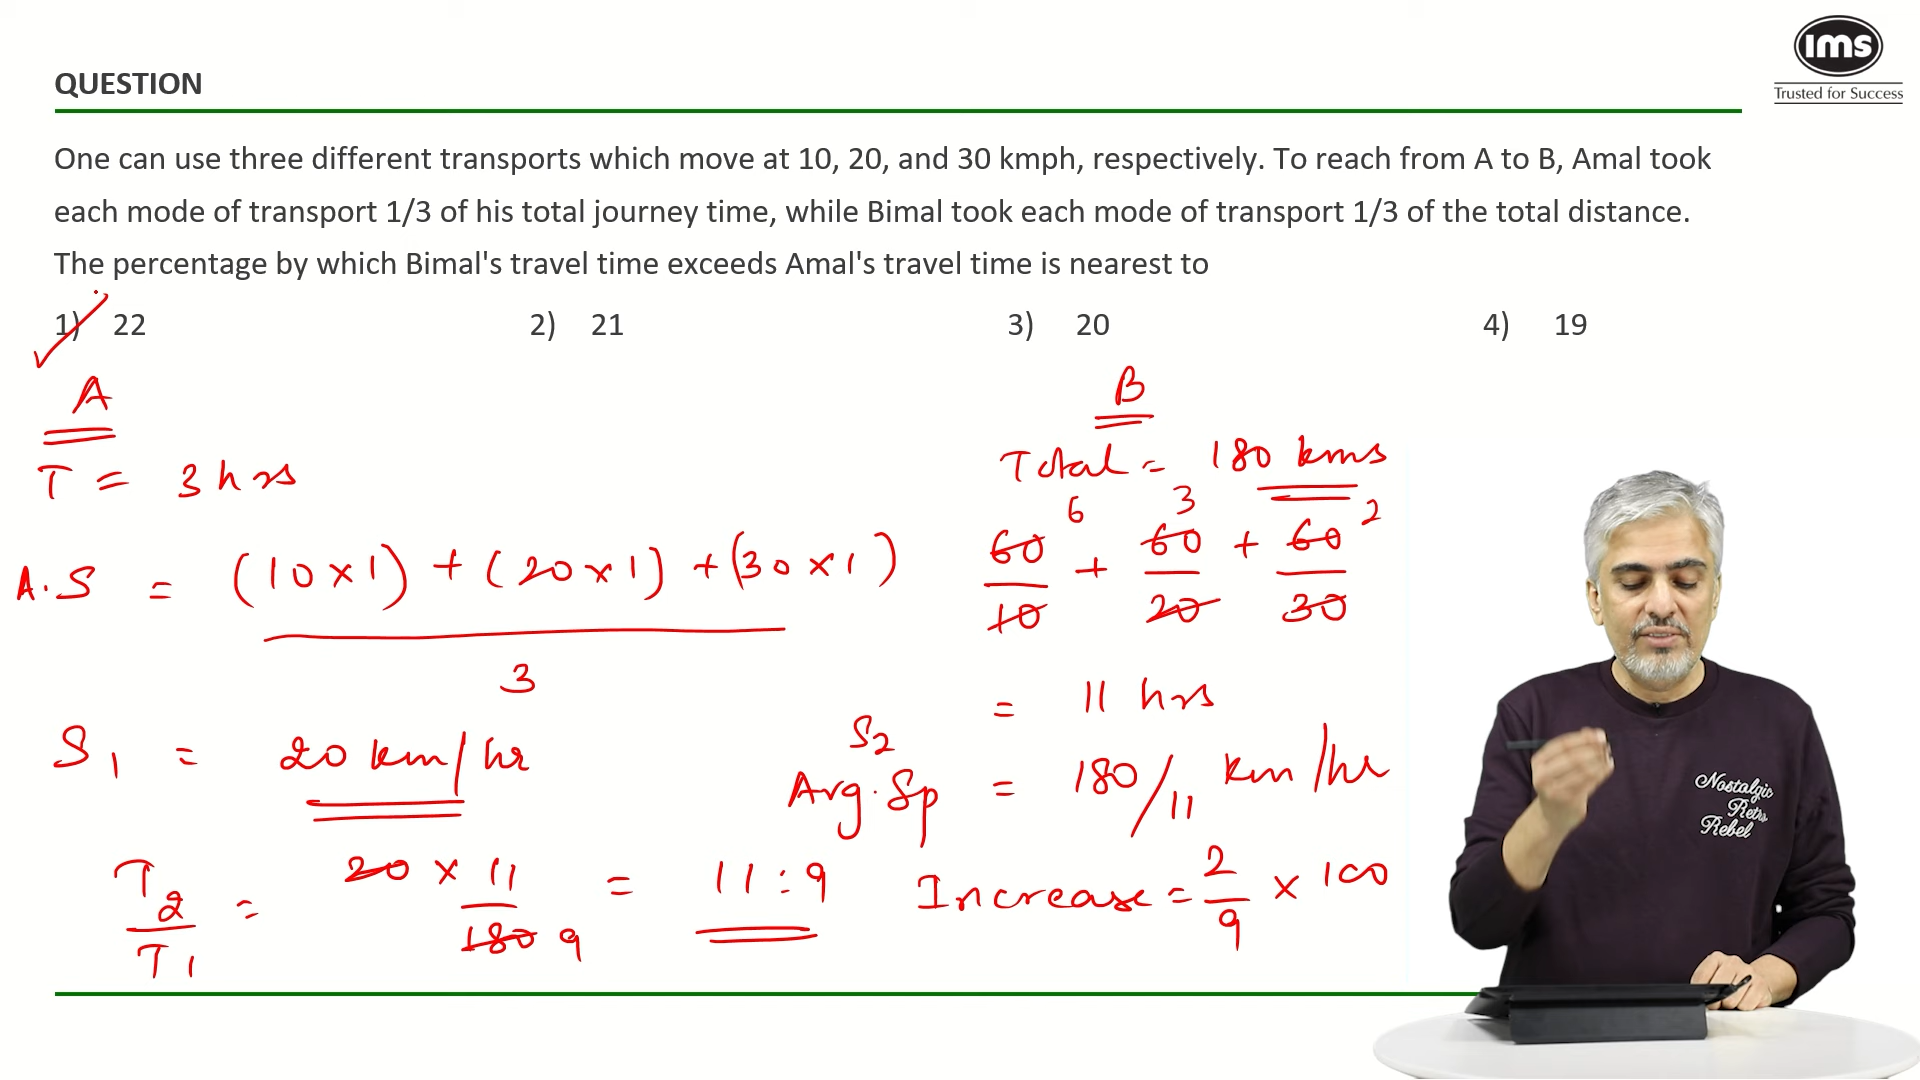 ims
Trusted for Success
QUESTION
One can use three different transports which move at 10, 20, and 30 kmph, respectively. To reach from A to B, Amal took
each mode of transport 1/3 of his total journey time, while Bimal took each mode of transport 1/3 of the total distance.
The percentage by which Bimal's travel time exceeds Amal's travel time is nearest to
1) 22 2) 21 3) 20 4) 19
A
T = 3 hrs
A.S = (10 x 1) + (20 x 1) + (30 x 1)
3
S1 = 20 km/hr
B
Total = 180 kms
6 3 2
60 + 60 + 60
10 20 30
= 11 hrs
S2
Avg. Sp = 180/11 km/hr
T2/T1 = 20 x 11/180 9 = 11 : 9
Increase = 2/9 x 100
Nostalgic
Retro
Rebel